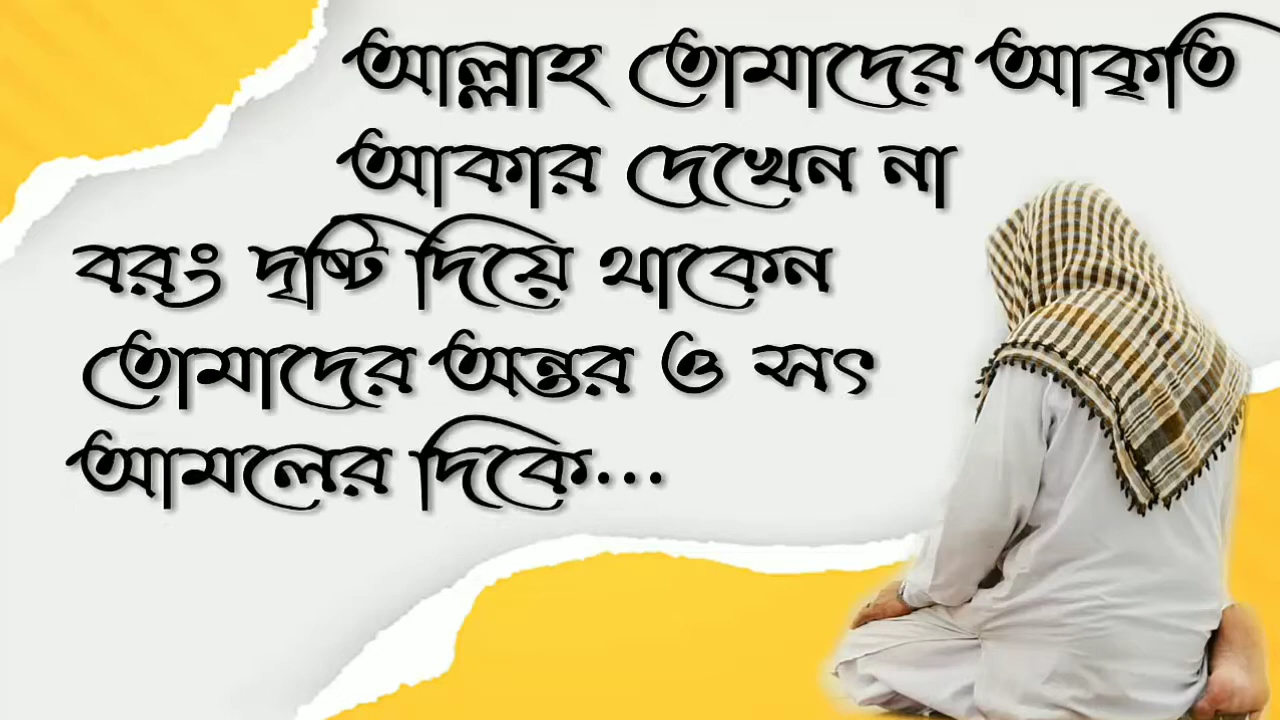 আল্লাহ তোমাদের আকৃতি
আকার দেখেন না
বরং দৃষ্টি দিয়ে থাকেন
তোমাদের অন্তর ও সৎ
আমলের দিকে...